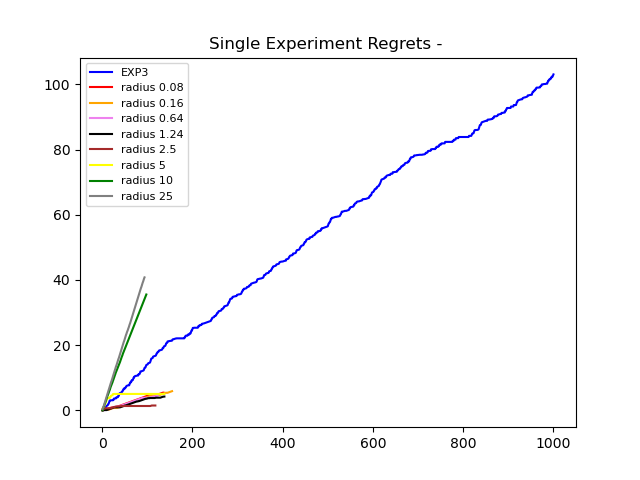 Single Experiment Regrets -
EXP3
radius 0.08
radius 0.16
radius 0.64
radius 1.24
radius 2.5
radius 5
radius 10
radius 25
100
80
60
40
20
0
0 200 400 600 800 1000